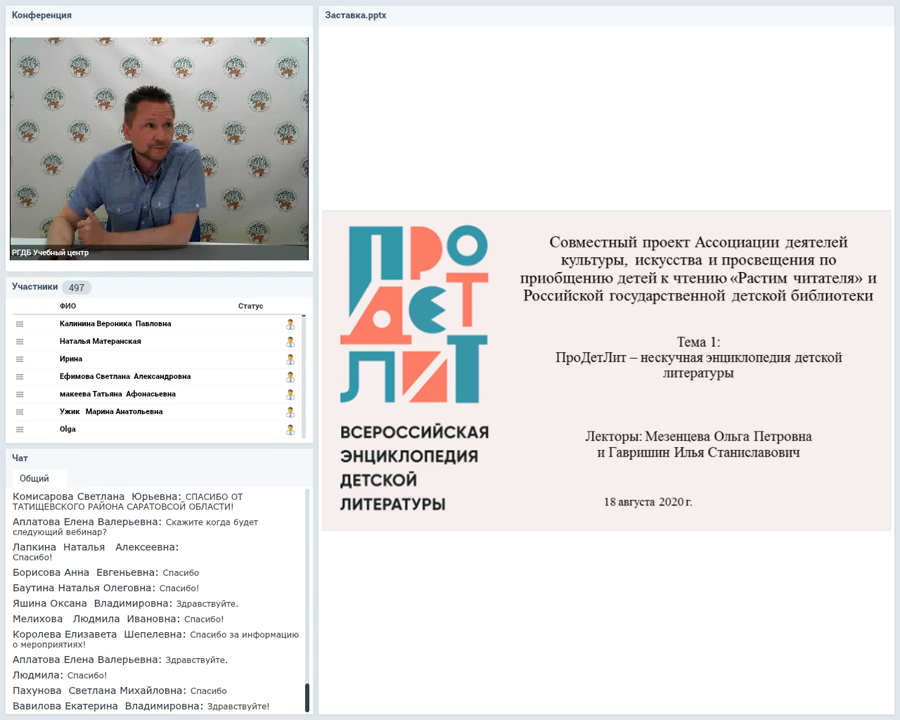 Конференция
РГДБ Учебный центр
Участники 497
ФИО Статус
Калинина Вероника Павловна
Наталья Материнская
Ирина
Ефимова Светлана Александровна
макеева Татьяна Афонасьевна
Ужик Марина Анатольевна
Olga
Чат
Общий
Комисарова Светлана Юрьевна: СПАСИБО ОТ
ТАТИЩЕВСКОГО РАЙОНА САРАТОВСОЙ ОБЛАСТИ!
Аплатова Елена Валерьевна: Скажите когда будет
следующий вебинар?
Лапкина Наталья Алексеевна:
Спасибо!
Борисова Анна Евгеньевна: Спасибо
Баутина Наталья Олеговна: Спасибо!
Яшина Оксана Владимировна: Здравствуйте.
Мелихова Людмила Ивановна: Спасибо!
Королева Елизавета Шепелевна: Спасибо за информацию
о мероприятиях!
Аплатова Елена Валерьевна: Здравствуйте.
Людмила: Спасибо!
Пахунова Светлана Михайловна: Спасибо
Вавилова Екатерина Владимировна: Здравствуйте!
Заставка.pptx
ПРО
ДЕТ
ЛИТ
ВСЕРОССИЙСКАЯ
ЭНЦИКЛОПЕДИЯ
ДЕТСКОЙ
ЛИТЕРАТУРЫ
Совместный проект Ассоциации деятелей
культуры, искусства и просвещения по
приобщению детей к чтению «Растим читателя» и
Российской государственной детской библиотеки
Тема 1:
ПроДетЛит – нескучная энциклопедия детской
литературы
Лекторы: Мезенцева Ольга Петровна
и Гавришин Илья Станиславович
18 августа 2020 г.